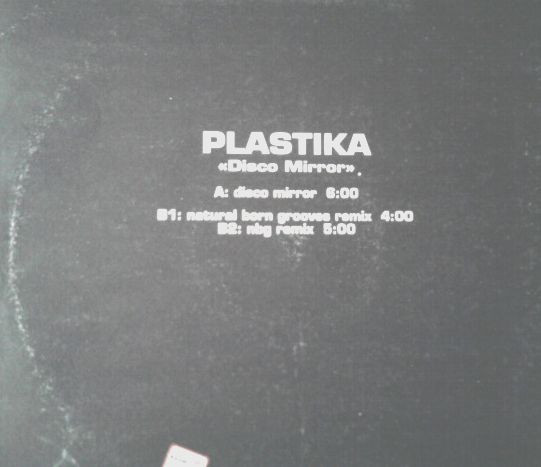 PLASTIKA
«Disco Mirror»
A: disco mirror 6:00
B1: natural born grooves remix 4:00
B2: nbg remix 5:00